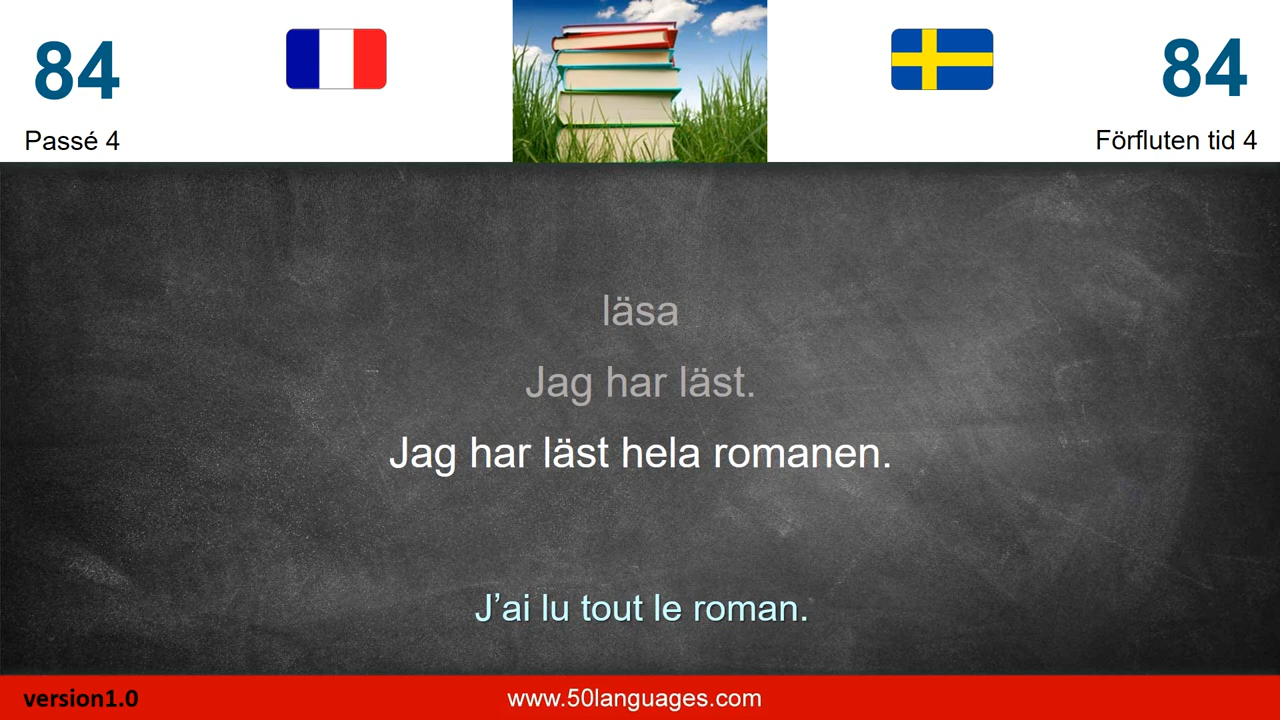 84
84
Passé 4
Förfluten tid 4
läsa
Jag har läst.
Jag har läst hela romanen.
J’ai lu tout le roman.
version1.0
www.50languages.com